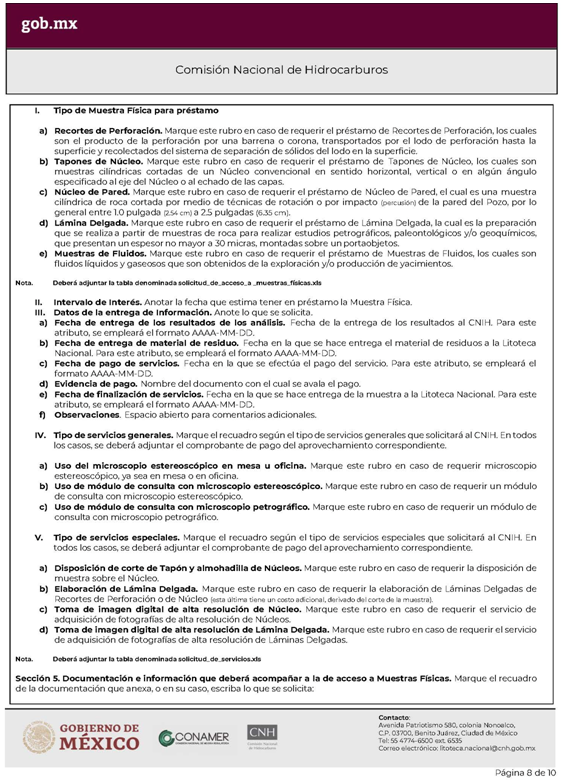 gob.mx
Comisión Nacional de Hidrocarburos
I. Tipo de Muestra Física para préstamo
a) Recortes de Perforación. Marque este rubro en caso de requerir el préstamo de Recortes de Perforación, los cuales
son el producto de la perforación por una barrena o corona, transportados por el lodo de perforación hasta la
superficie y recolectados del sistema de separación de sólidos del lodo en la superficie.
b) Tapones de Núcleo. Marque este rubro en caso de requerir el préstamo de Tapones de Núcleo, los cuales son
muestras cilíndricas cortadas de un Núcleo convencional en sentido horizontal, vertical o en algún ángulo
especificado al eje del Núcleo o al echado de las capas.
c) Núcleo de Pared. Marque este rubro en caso de requerir el préstamo de Núcleo de Pared, el cual es una muestra
cilíndrica de roca cortada por medio de técnicas de rotación o por impacto (percusión) de la pared del Pozo, por lo
general entre 1.0 pulgada (2.54 cm) a 2.5 pulgadas (6.35 cm).
d) Lámina Delgada. Marque este rubro en caso de requerir el préstamo de Lámina Delgada, la cual es la preparación
que se realiza a partir de muestras de roca para realizar estudios petrográficos, paleontológicos y/o geoquímicos,
que presentan un espesor no mayor a 30 micras, montadas sobre un portaobjetos.
e) Muestras de Fluidos. Marque este rubro en caso de requerir el préstamo de Muestras de Fluidos, los cuales son
fluidos líquidos y gaseosos que son obtenidos de la exploración y/o producción de yacimientos.
Nota. Deberá adjuntar la tabla denominada solicitud_de_acceso_a _muestras_físicas.xls
II. Intervalo de Interés. Anotar la fecha que estima tener en préstamo la Muestra Física.
III. Datos de la entrega de Información. Anote lo que se solicita.
a) Fecha de entrega de los resultados de los análisis. Fecha de la entrega de los resultados al CNIH. Para este
atributo, se empleará el formato AAAA-MM-DD.
b) Fecha de entrega de material de residuo. Fecha en la que se hace entrega el material de residuos a la Litoteca
Nacional. Para este atributo, se empleará el formato AAAA-MM-DD.
c) Fecha de pago de servicios. Fecha en la que se efectúa el pago del servicio. Para este atributo, se empleará el
formato AAAA-MM-DD.
d) Evidencia de pago. Nombre del documento con el cual se avala el pago.
e) Fecha de finalización de servicios. Fecha en la que se hace entrega de la muestra a la Litoteca Nacional. Para este
atributo, se empleará el formato AAAA-MM-DD.
f) Observaciones. Espacio abierto para comentarios adicionales.
IV. Tipo de servicios generales. Marque el recuadro según el tipo de servicios generales que solicitará al CNIH. En todos
los casos, se deberá adjuntar el comprobante de pago del aprovechamiento correspondiente.
a) Uso del microscopio estereoscópico en mesa u oficina. Marque este rubro en caso de requerir microscopio
estereoscópico, ya sea en mesa o en oficina.
b) Uso de módulo de consulta con microscopio estereoscópico. Marque este rubro en caso de requerir un módulo
de consulta con microscopio estereoscópico.
c) Uso de módulo de consulta con microscopio petrográfico. Marque este rubro en caso de requerir un módulo de
consulta con microscopio petrográfico.
V. Tipo de servicios especiales. Marque el recuadro según el tipo de servicios especiales que solicitará al CNIH. En
todos los casos, se deberá adjuntar el comprobante de pago del aprovechamiento correspondiente.
a) Disposición de corte de Tapón y almohadilla de Núcleos. Marque este rubro en caso de requerir la disposición de
muestra sobre el Núcleo.
b) Elaboración de Lámina Delgada. Marque este rubro en caso de requerir la elaboración de Láminas Delgadas de
Recortes de Perforación o de Núcleo (esta última tiene un costo adicional, derivado del corte de la muestra).
c) Toma de imagen digital de alta resolución de Núcleo. Marque este rubro en caso de requerir el servicio de
adquisición de fotografías de alta resolución de Núcleos.
d) Toma de imagen digital de alta resolución de Lámina Delgada. Marque este rubro en caso de requerir el servicio
de adquisición de fotografías de alta resolución de Láminas Delgadas.
Nota. Deberá adjuntar la tabla denominada solicitud_de_servicios.xls
Sección 5. Documentación e información que deberá acompañar a la de acceso a Muestras Físicas. Marque el recuadro
de la documentación que anexa, o en su caso, escriba lo que se solicita:
GOBIERNO DE
MÉXICO
CONAMER
CNH
Comisión Nacional
de Hidrocarburos
Contacto:
Avenida Patriotismo 580, colonia Nonoalco,
C.P. 03700, Benito Juárez, Ciudad de México
Tel: 55 4774-6500 ext. 6535
Correo electrónico: litoteca.nacional@cnh.gob.mx
Página 8 de 10